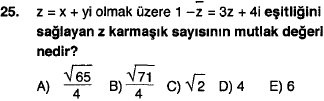 25. z = x + yi olmak üzere 1 – z̅ = 3z + 4i eşitliğini
sağlayan z karmaşık sayısının mutlak değeri
nedir?
A) √65/4 B) √71/4 C) √2 D) 4 E) 6